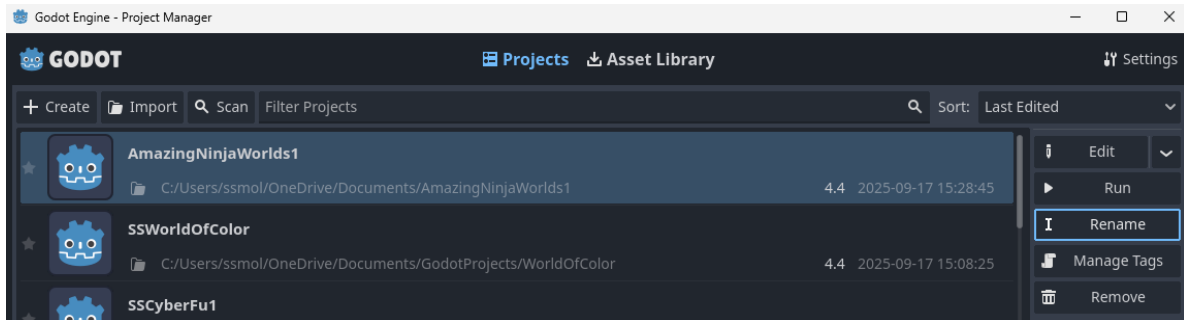 Godot Engine - Project Manager
GODOT Projects Asset Library Settings
Create Import Scan Filter Projects Sort: Last Edited
AmazingNinjaWorlds1 Edit
C:/Users/ssmol/OneDrive/Documents/AmazingNinjaWorlds1 4.4 2025-09-17 15:28:45 Run
SSWorldOfColor Rename
C:/Users/ssmol/OneDrive/Documents/GodotProjects/WorldOfColor 4.4 2025-09-17 15:08:25 Manage Tags
SSCyberFu1 Remove